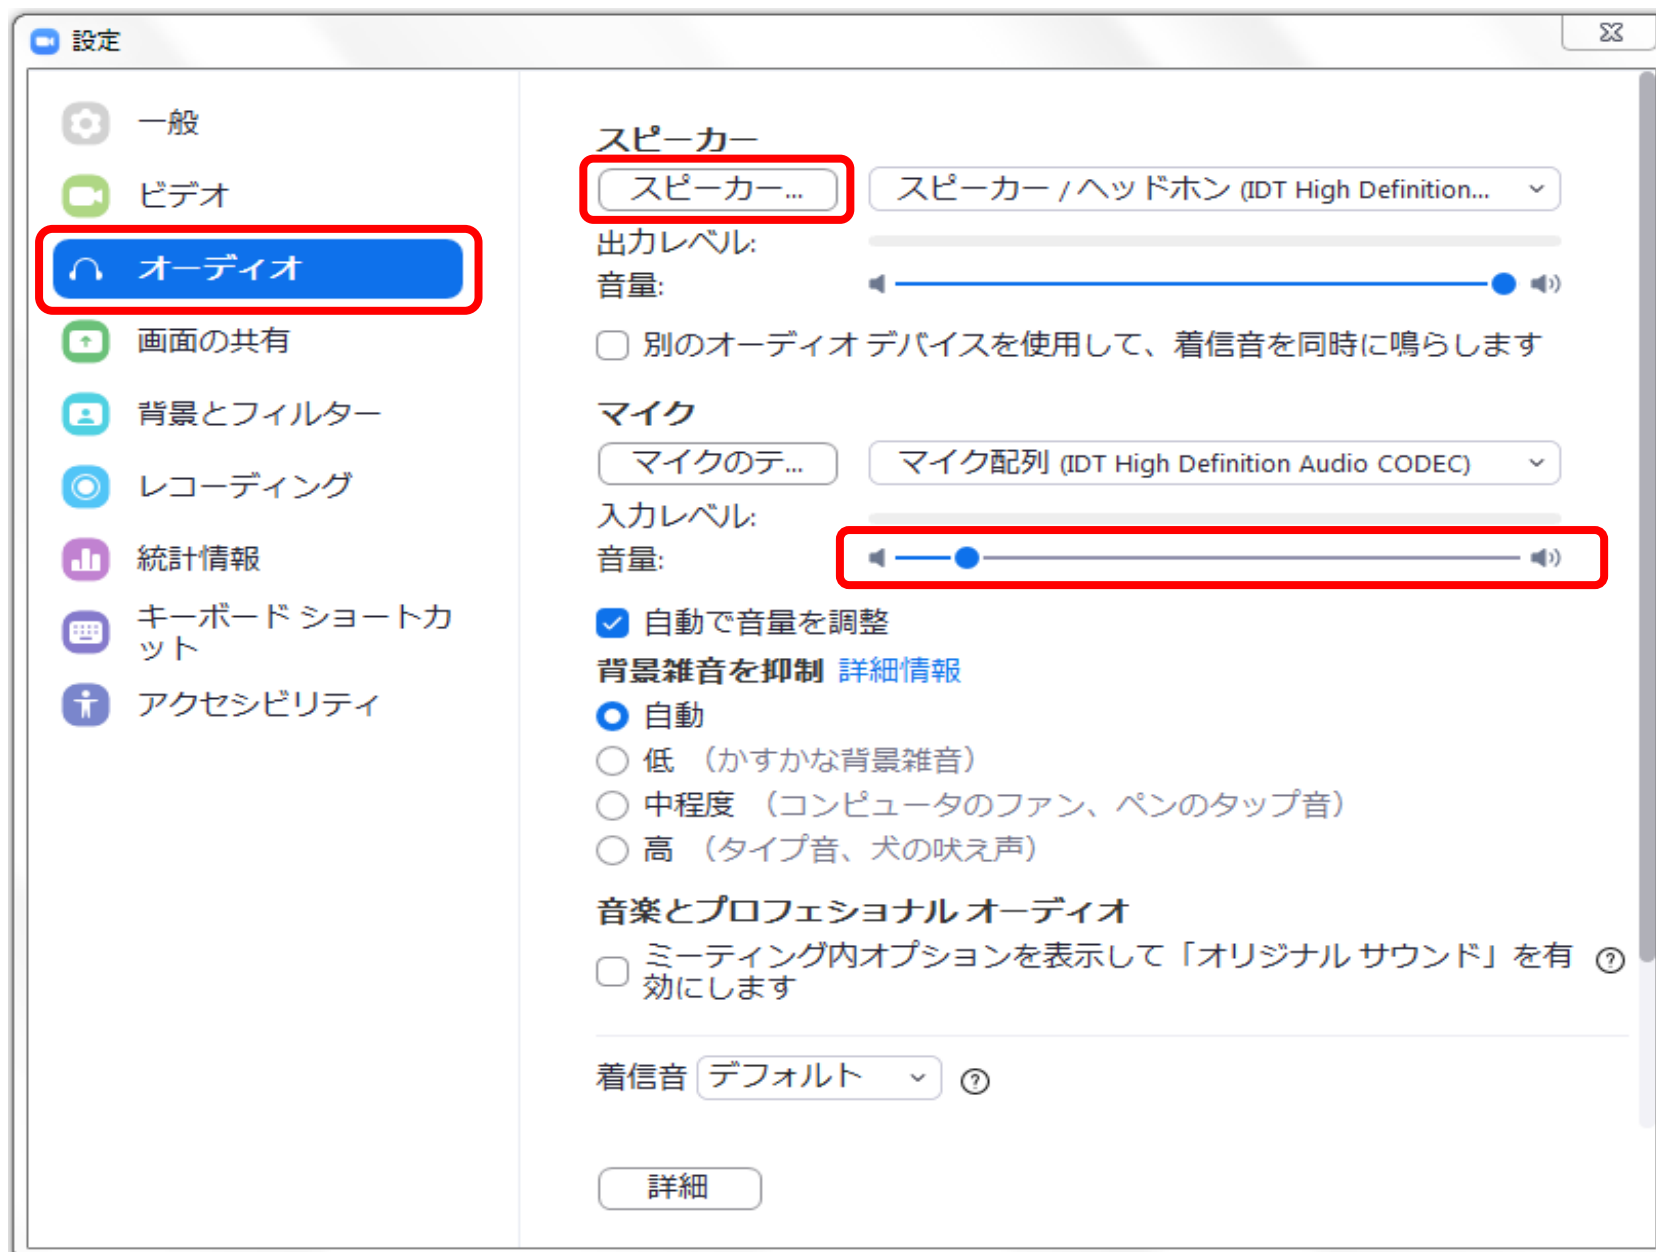 設定
一般
ビデオ
オーディオ
画面の共有
背景とフィルター
レコーディング
統計情報
キーボード ショートカ
ット
アクセシビリティ
スピーカー
スピーカー...
スピーカー / ヘッドホン (IDT High Definition...
出力レベル:
音量:
別のオーディオ デバイスを使用して、着信音を同時に鳴らします
マイク
マイクのテ...
マイク配列 (IDT High Definition Audio CODEC)
入力レベル:
音量:
自動で音量を調整
背景雑音を抑制 詳細情報
自動
低 （かすかな背景雑音）
中程度 （コンピュータのファン、ペンのタップ音）
高 （タイプ音、犬の吠え声）
音楽とプロフェショナル オーディオ
ミーティング内オプションを表示して「オリジナル サウンド」を有
効にします
着信音 デフォルト
詳細